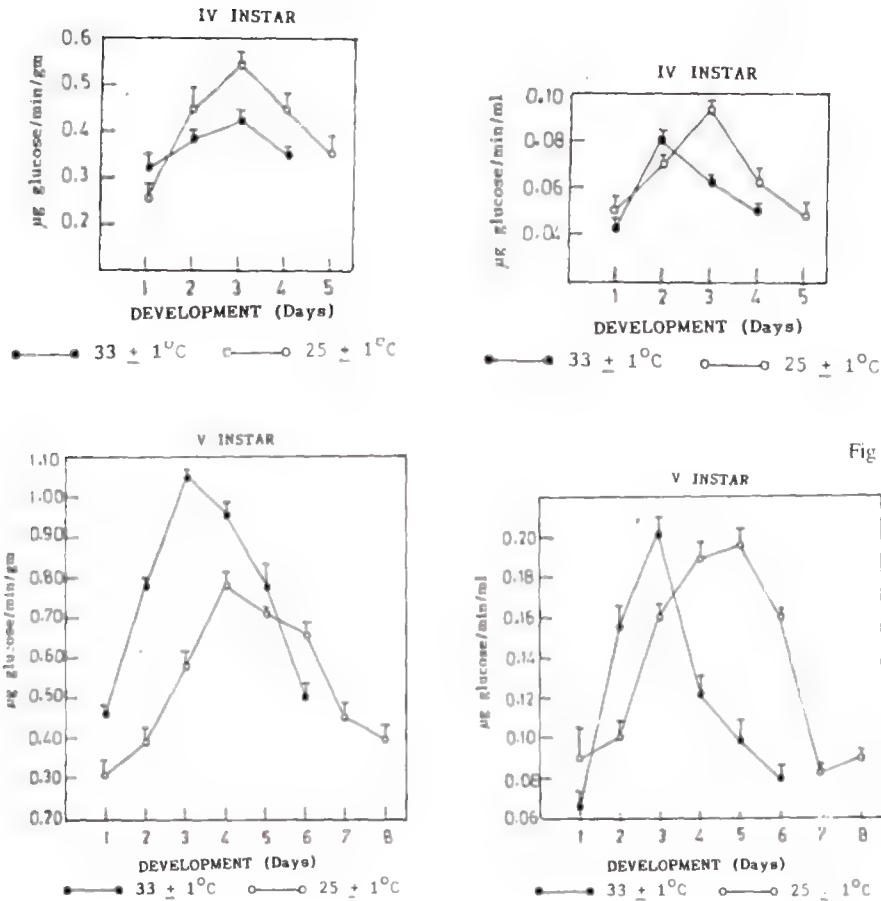 IV INSTAR
µg glucose/min/gm
0.6
0.5
0.4
0.3
0.2
1 2 3 4 5
DEVELOPMENT (Days)
33 ± 1°C 25 ± 1°C
IV INSTAR
µg glucose/min/ml
0.10
0.08
0.06
0.04
1 2 3 4 5
DEVELOPMENT (Days)
33 ± 1°C 25 ± 1°C
V INSTAR
µg glucose/min/gm
1.10
1.00
0.90
0.80
0.70
0.50
0.40
0.30
0.20
1 2 3 4 5 6 7 8
DEVELOPMENT (Days)
33 ± 1°C 25 ± 1°C
Fig
V INSTAR
µg glucose/min/ml
0.20
0.18
0.16
0.14
0.12
0.10
0.08
0.06
1 2 3 4 5 6 7 8
DEVELOPMENT (Days)
33 ± 1°C 25 ± 1°C